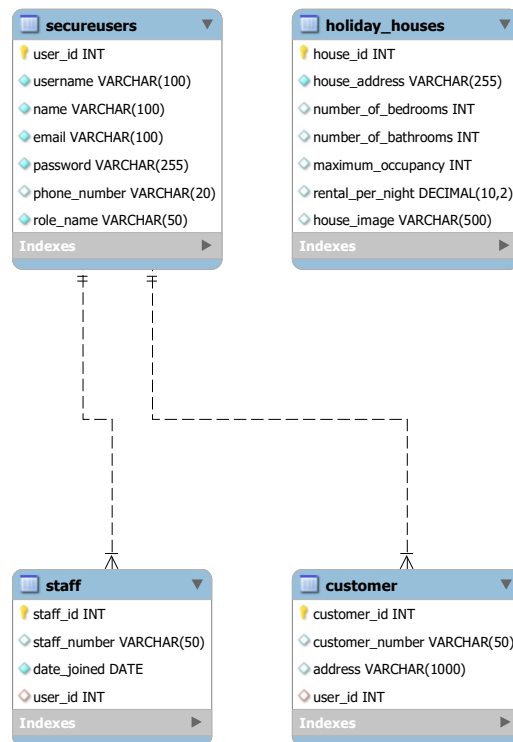 secureusers
user_id INT
username VARCHAR(100)
name VARCHAR(100)
email VARCHAR(100)
password VARCHAR(255)
phone_number VARCHAR(20)
role_name VARCHAR(50)
Indexes
holiday_houses
house_id INT
house_address VARCHAR(255)
number_of_bedrooms INT
number_of_bathrooms INT
maximum_occupancy INT
rental_per_night DECIMAL(10,2)
house_image VARCHAR(500)
Indexes
staff
staff_id INT
staff_number VARCHAR(50)
date_joined DATE
user_id INT
Indexes
customer
customer_id INT
customer_number VARCHAR(50)
address VARCHAR(1000)
user_id INT
Indexes